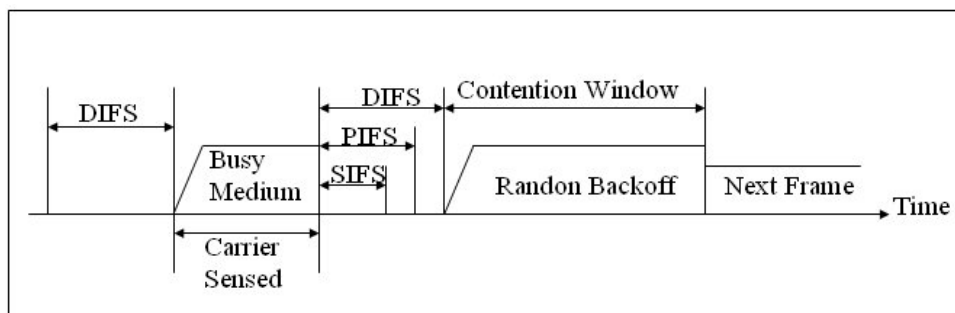 DIFS
DIFS
Contention Window
PIFS
Busy
Medium
SIFS
Randon Backoff
Next Frame
Time
Carrier
Sensed